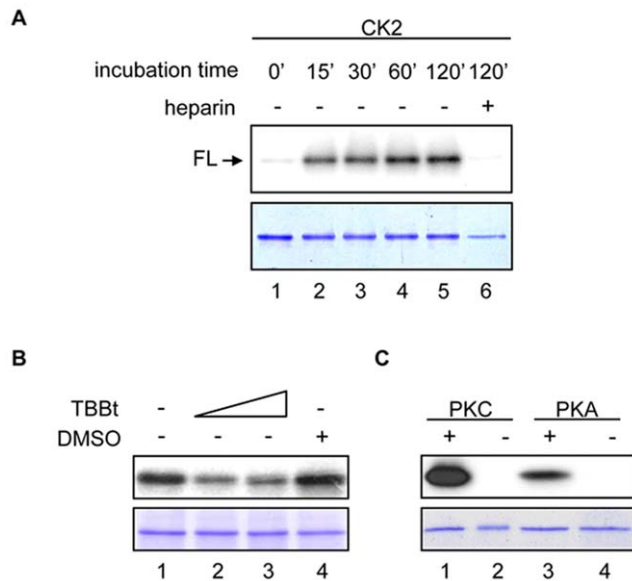 A
CK2
incubation time 0' 15' 30' 60' 120' 120'
heparin - - - - - +
FL
1 2 3 4 5 6
B
TBBt - -
DMSO - - - +
1 2 3 4
C
PKC PKA
+ - + -
1 2 3 4